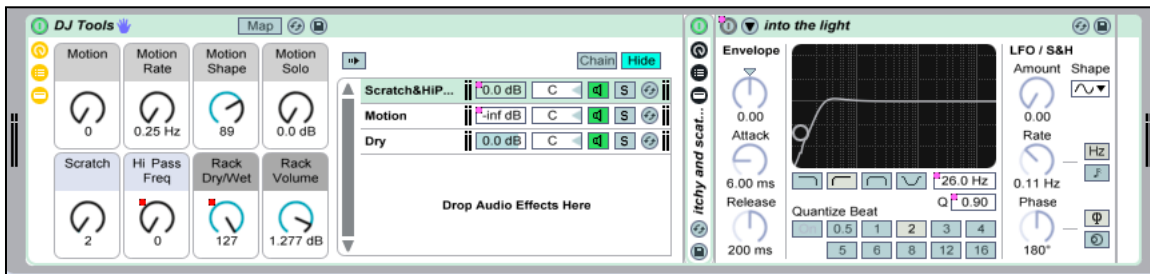 DJ Tools
Map
Motion
Motion Rate
Motion Shape
Motion Solo
0
0.25 Hz
89
0.0 dB
Scratch
Hi Pass Freq
Rack Dry/Wet
Rack Volume
2
0
127
1.277 dB
Chain
Hide
Scratch&HiP... 0.0 dB C S
Motion -inf dB C S
Dry 0.0 dB C S
Drop Audio Effects Here
itchy and scat...
into the light
Envelope
0.00
Attack
6.00 ms
Release
200 ms
26.0 Hz
Q 0.90
Quantize Beat
On 0.5 1 2 3 4
5 6 8 12 16
LFO / S&H
Amount Shape
0.00
Rate
Hz
0.11 Hz
Phase
Φ
180°